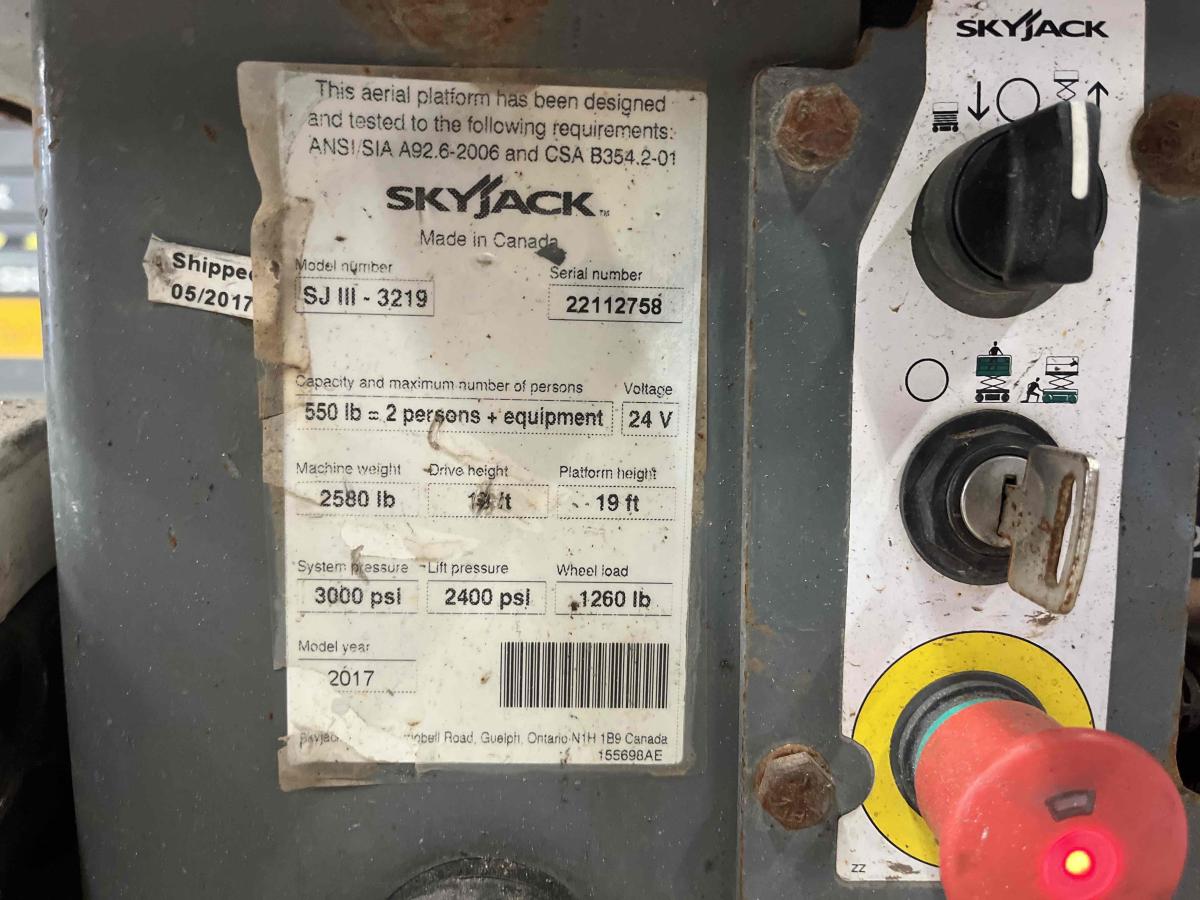 This aerial platform has been designed
and tested to the following requirements:
ANSI/SIA A92.6-2006 and CSA B354.2-01
SKYJACK™
Made in Canada
Model number
SJ III - 3219
Serial number
22112758
Capacity and maximum number of persons
550 lb = 2 persons + equipment
Voltage
24 V
Machine weight
2580 lb
Drive height
19 ft
Platform height
19 ft
System pressure
3000 psi
Lift pressure
2400 psi
Wheel load
1260 lb
Model year
2017
Road, Guelph, Ontario N1H 1B9 Canada
155698AE
Shipped
05/2017
SKYJACK
ZZ